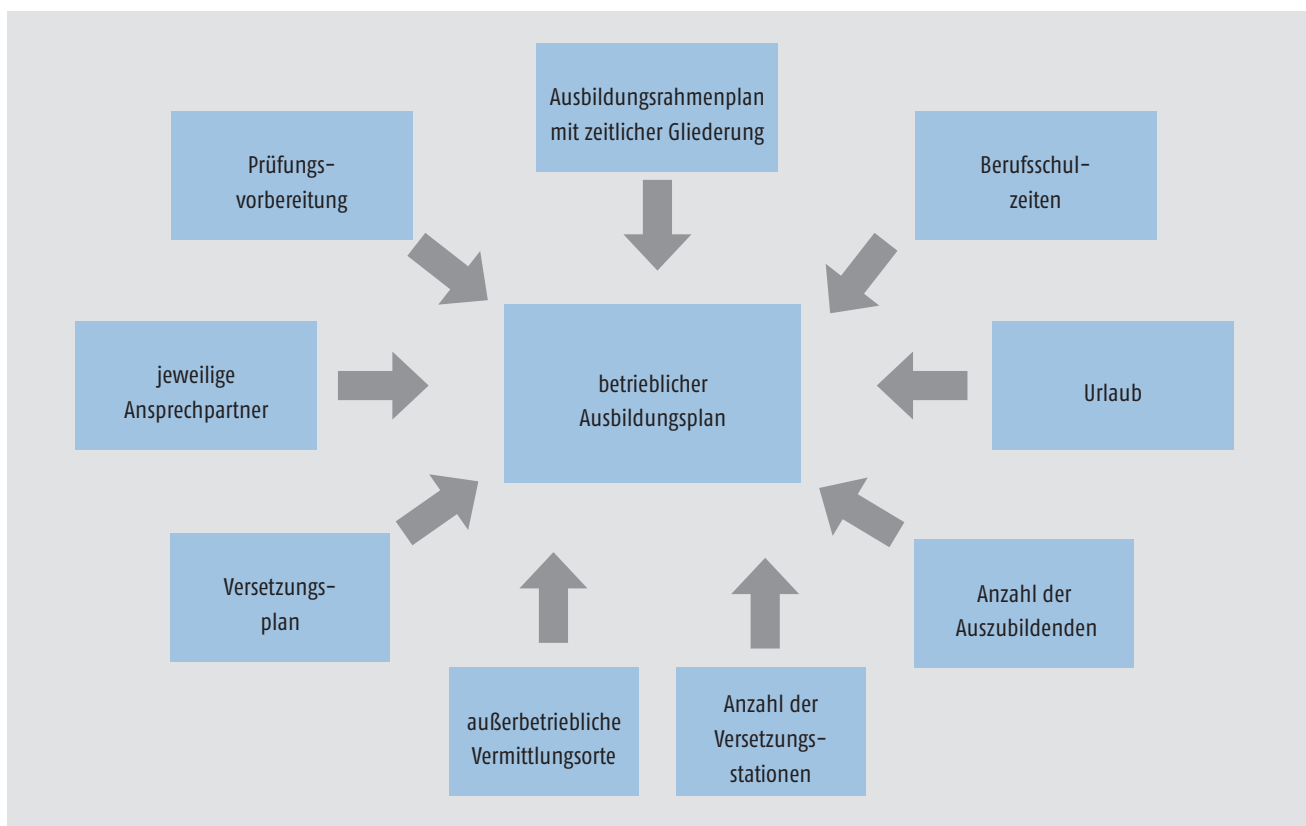 Ausbildungsrahmenplan
mit zeitlicher Gliederung
Prüfungs-
vorbereitung
Berufsschul-
zeiten
jeweilige
Ansprechpartner
betrieblicher
Ausbildungsplan
Urlaub
Versetzungs-
plan
Anzahl der
Auszubildenden
außerbetriebliche
Vermittlungsorte
Anzahl der
Versetzungs-
stationen